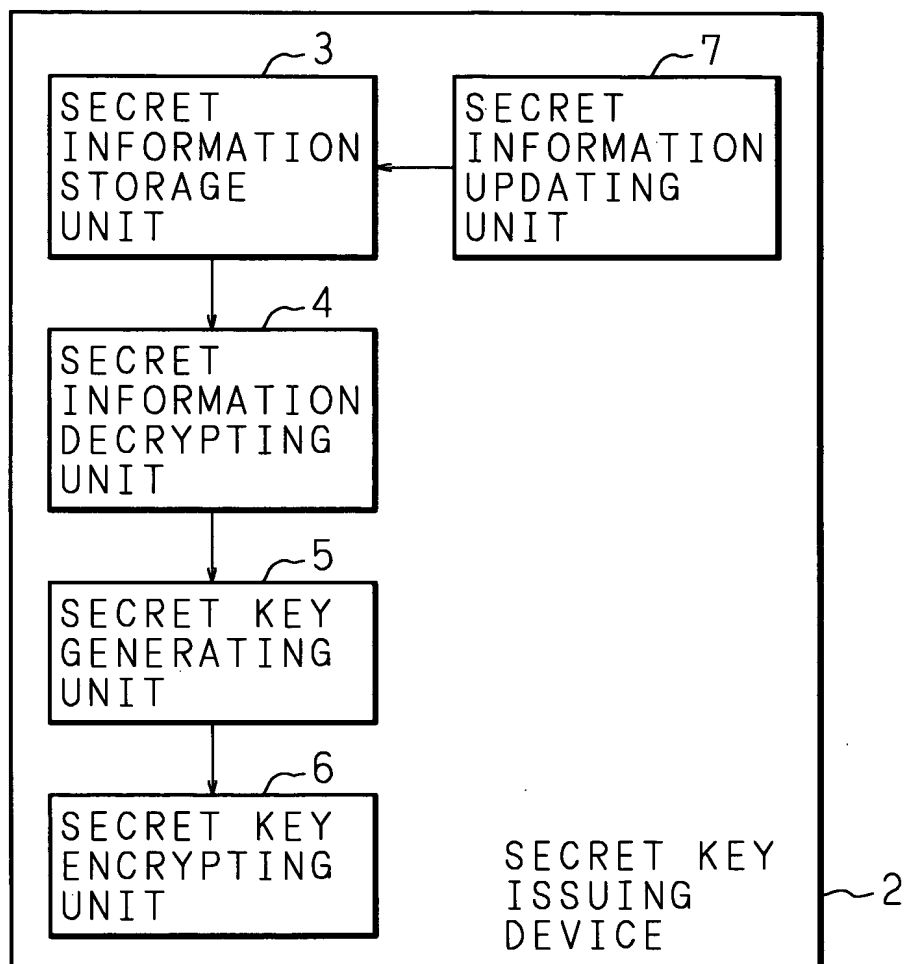 3
SECRET
INFORMATION
STORAGE
UNIT
7
SECRET
INFORMATION
UPDATING
UNIT
4
SECRET
INFORMATION
DECRYPTING
UNIT
5
SECRET KEY
GENERATING
UNIT
6
SECRET KEY
ENCRYPTING
UNIT
SECRET KEY
ISSUING
DEVICE
2